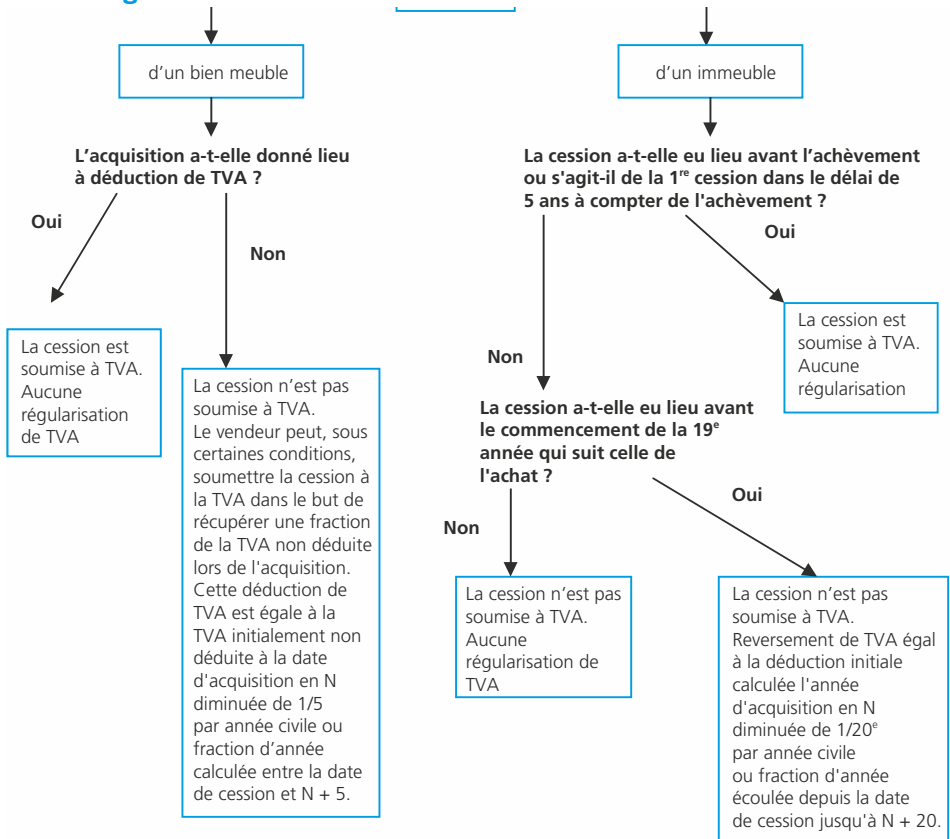 d'un bien meuble
d'un immeuble
L'acquisition a-t-elle donné lieu
à déduction de TVA ?
La cession a-t-elle eu lieu avant l'achèvement
ou s'agit-il de la 1re cession dans le délai de
5 ans à compter de l'achèvement ?
Oui
Non
Oui
La cession est
soumise à TVA.
Aucune
régularisation
de TVA
La cession n'est pas
soumise à TVA.
Le vendeur peut, sous
certaines conditions,
soumettre la cession à
la TVA dans le but de
récupérer une fraction
de la TVA non déduite
lors de l'acquisition.
Cette déduction de
TVA est égale à la
TVA initialement non
déduite à la date
d'acquisition en N
diminuée de 1/5
par année civile ou
fraction d'année
calculée entre la date
de cession et N + 5.
La cession est
soumise à TVA.
Aucune
régularisation
Non
La cession a-t-elle eu lieu avant
le commencement de la 19e
année qui suit celle de
l'achat ?
Non
Oui
La cession n'est pas
soumise à TVA.
Aucune
régularisation de
TVA
La cession n'est pas
soumise à TVA.
Reversement de TVA égal
à la déduction initiale
calculée l'année
d'acquisition en N
diminuée de 1/20e
par année civile
ou fraction d'année
écoulée depuis la date
de cession jusqu'à N + 20.